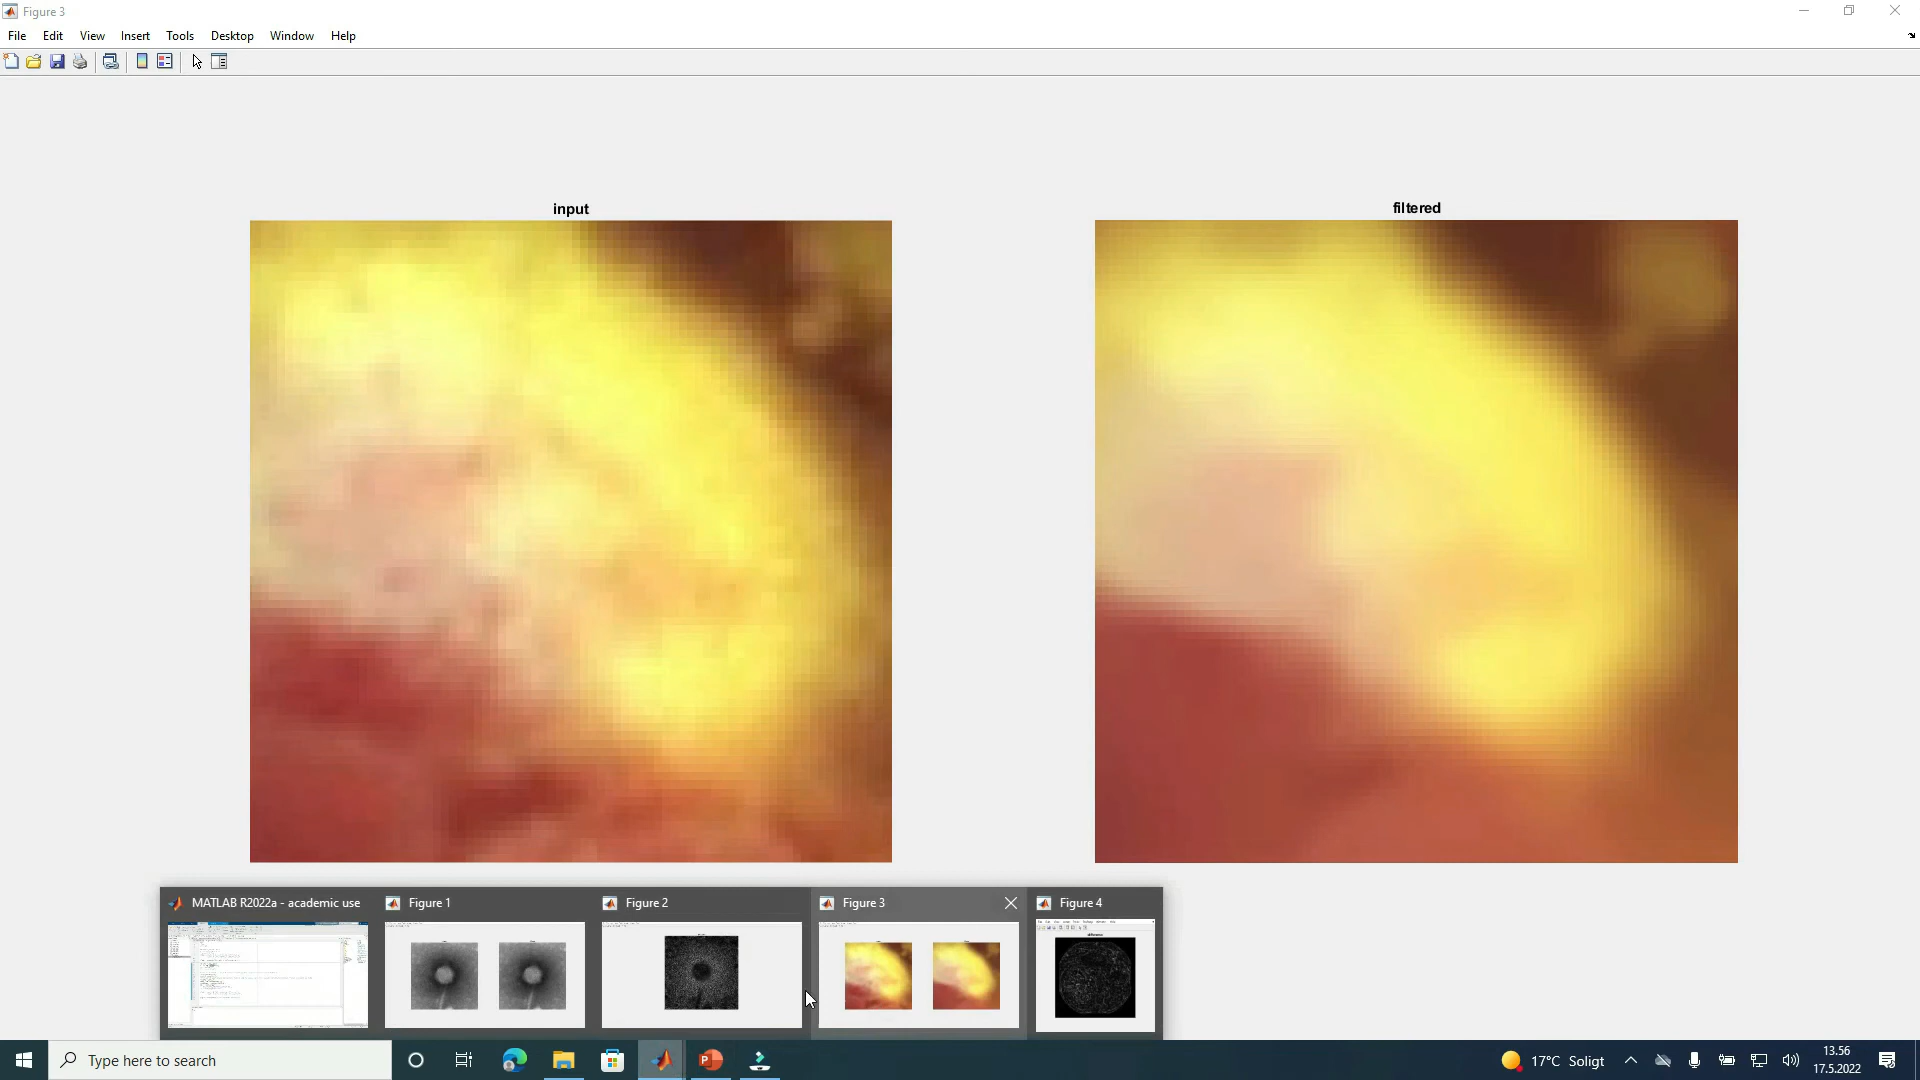 Figure 3
File Edit View Insert Tools Desktop Window Help
input
filtered
MATLAB R2022a - academic use
Figure 1
Figure 2
Figure 3
Figure 4
Type here to search
17°C Soligt
13.56
17.5.2022